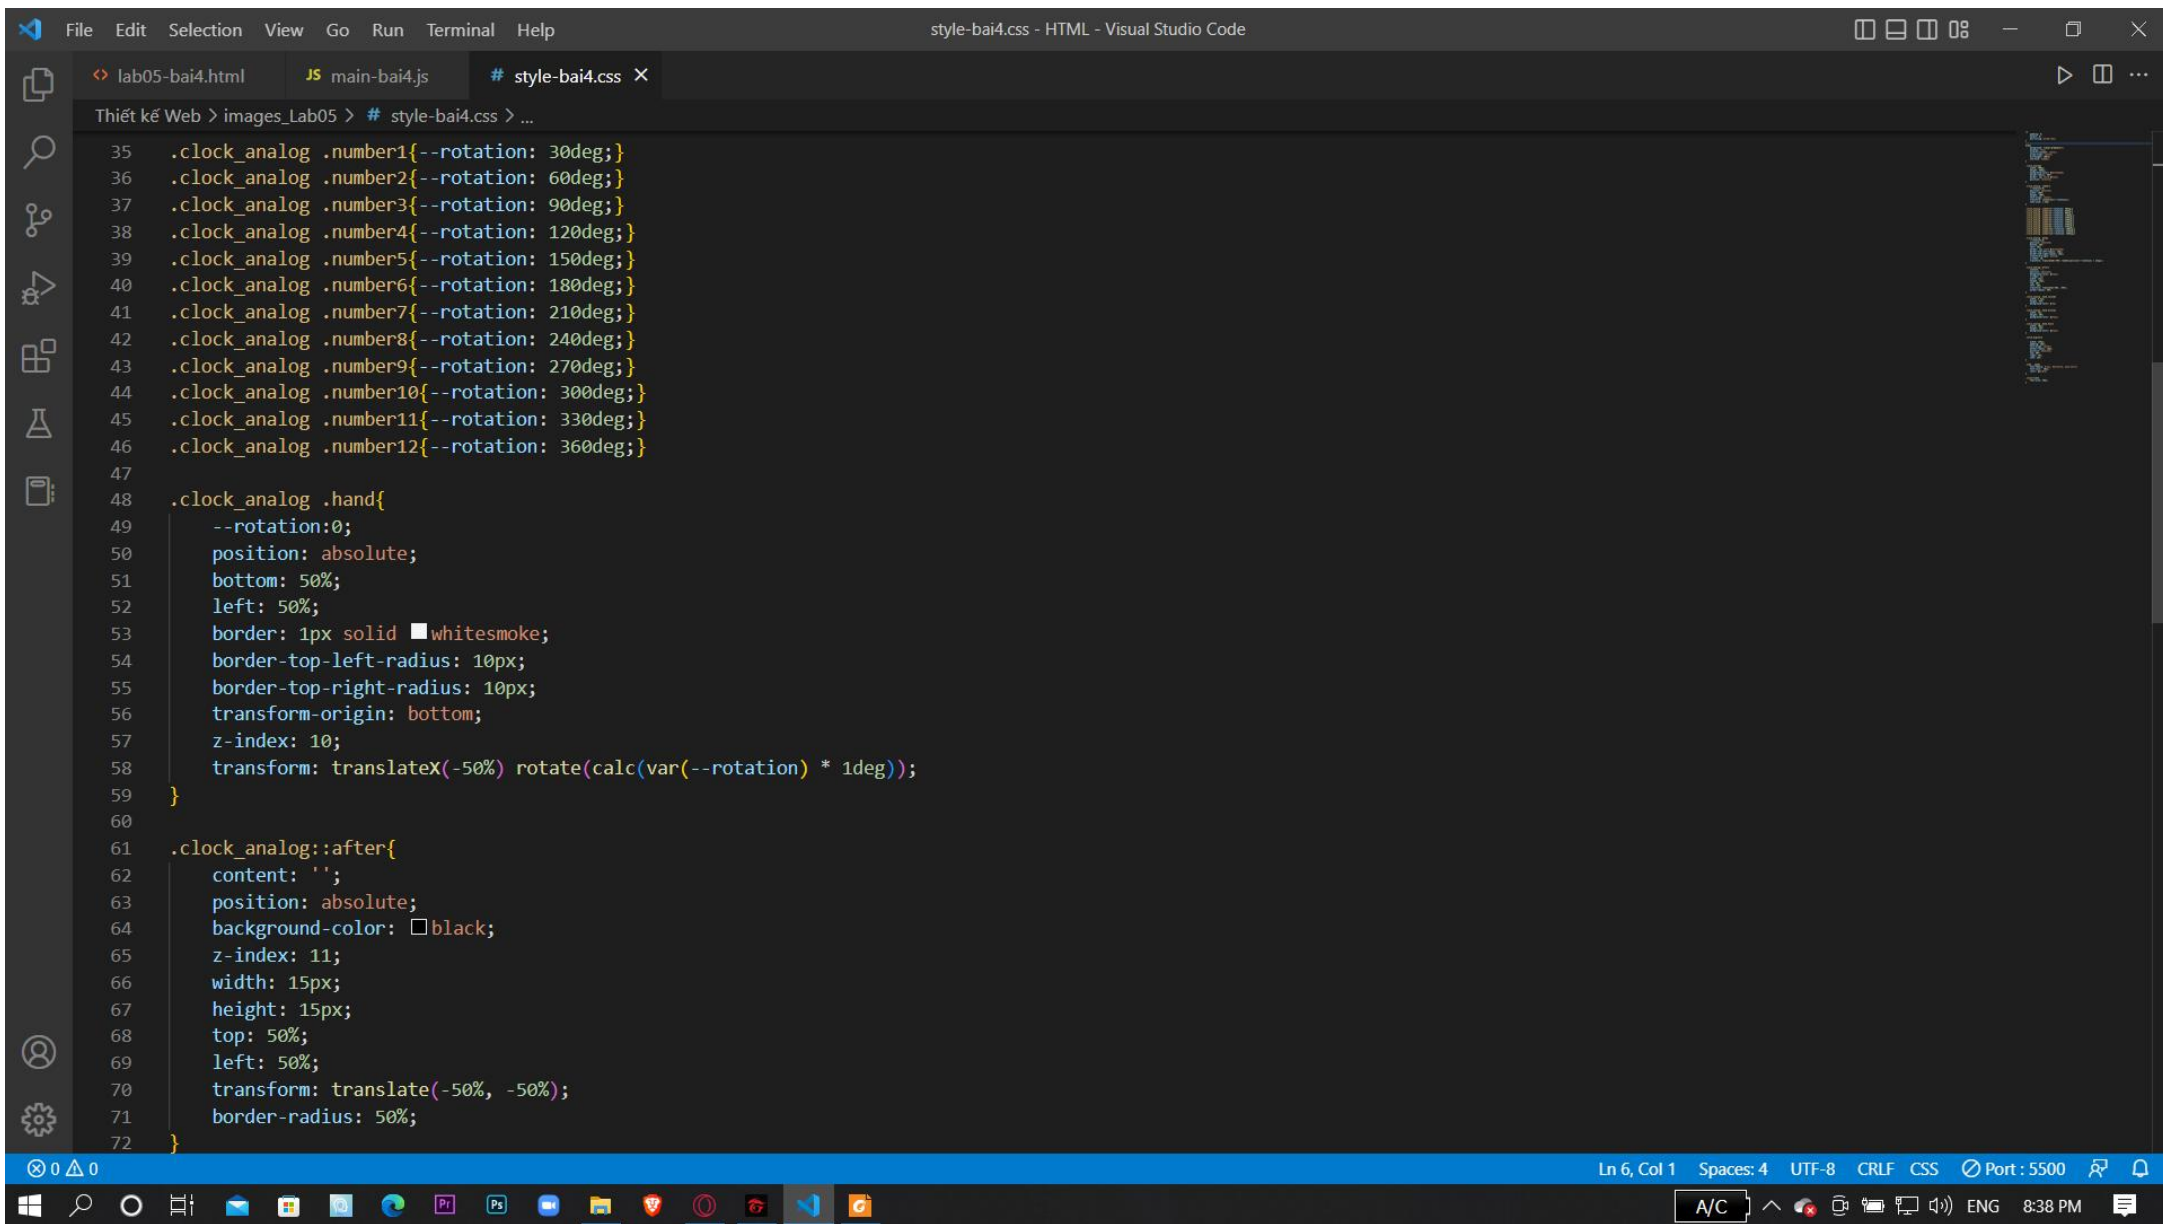 File Edit Selection View Go Run Terminal Help
style-bai4.css - HTML - Visual Studio Code
<> lab05-bai4.html JS main-bai4.js # style-bai4.css
Thiết kế Web > images_Lab05 > # style-bai4.css > ...
35 .clock_analog .number1{--rotation: 30deg;}
36 .clock_analog .number2{--rotation: 60deg;}
37 .clock_analog .number3{--rotation: 90deg;}
38 .clock_analog .number4{--rotation: 120deg;}
39 .clock_analog .number5{--rotation: 150deg;}
40 .clock_analog .number6{--rotation: 180deg;}
41 .clock_analog .number7{--rotation: 210deg;}
42 .clock_analog .number8{--rotation: 240deg;}
43 .clock_analog .number9{--rotation: 270deg;}
44 .clock_analog .number10{--rotation: 300deg;}
45 .clock_analog .number11{--rotation: 330deg;}
46 .clock_analog .number12{--rotation: 360deg;}
47
48 .clock_analog .hand{
49 --rotation:0;
50 position: absolute;
51 bottom: 50%;
52 left: 50%;
53 border: 1px solid whitesmoke;
54 border-top-left-radius: 10px;
55 border-top-right-radius: 10px;
56 transform-origin: bottom;
57 z-index: 10;
58 transform: translateX(-50%) rotate(calc(var(--rotation) * 1deg));
59 }
60
61 .clock_analog::after{
62 content: '';
63 position: absolute;
64 background-color: black;
65 z-index: 11;
66 width: 15px;
67 height: 15px;
68 top: 50%;
69 left: 50%;
70 transform: translate(-50%, -50%);
71 border-radius: 50%;
72 }
0 0 Ln 6, Col 1 Spaces: 4 UTF-8 CRLF CSS Port : 5500
Pr Ps A/C ENG 8:38 PM